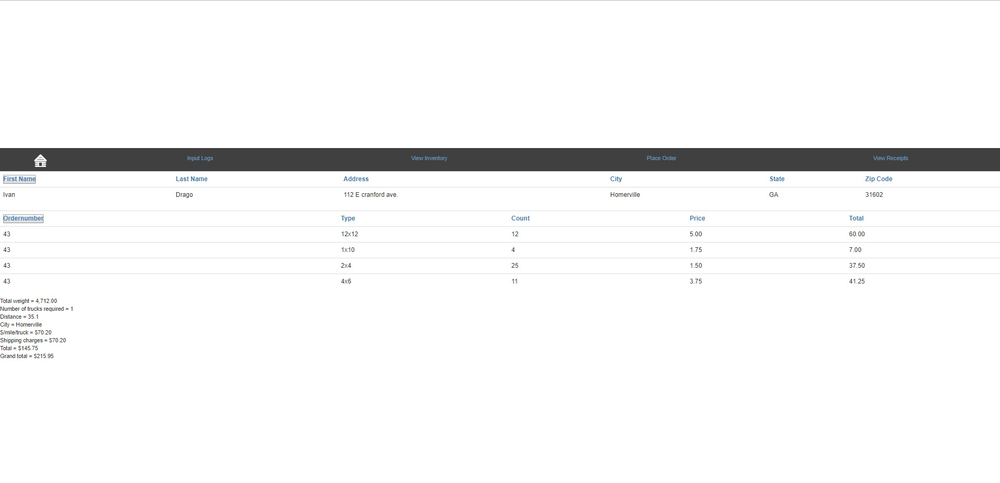 Input Logs View Inventory Place Order View Receipts
First Name Last Name Address City State Zip Code
Ivan Drago 112 E cranford ave. Homerville GA 31602
Ordernumber Type Count Price Total
43 12x12 12 5.00 60.00
43 1x10 4 1.75 7.00
43 2x4 25 1.50 37.50
43 4x6 11 3.75 41.25
Total weight = 4,712.00
Number of trucks required = 1
Distance = 35.1
City = Homerville
$/mile/truck = $70.20
Shipping charges = $70.20
Total = $145.75
Grand total = $215.95